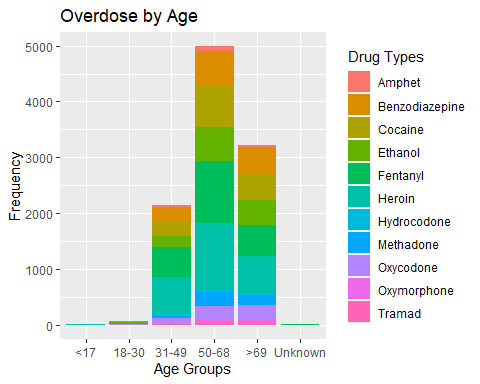 Overdose by Age
Frequency
5000
4000
3000
2000
1000
0
<17
18-30
31-49
50-68
>69
Unknown
Age Groups
Drug Types
Amphet
Benzodiazepine
Cocaine
Ethanol
Fentanyl
Heroin
Hydrocodone
Methadone
Oxycodone
Oxymorphone
Tramad